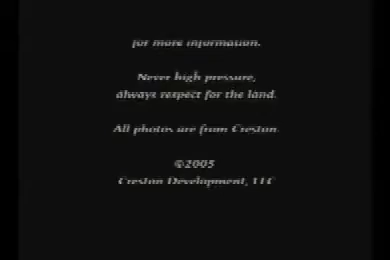 for more information.
Never high pressure,
always respect for the land.
All photos are from Creston.
©2005
Creston Development, LLC